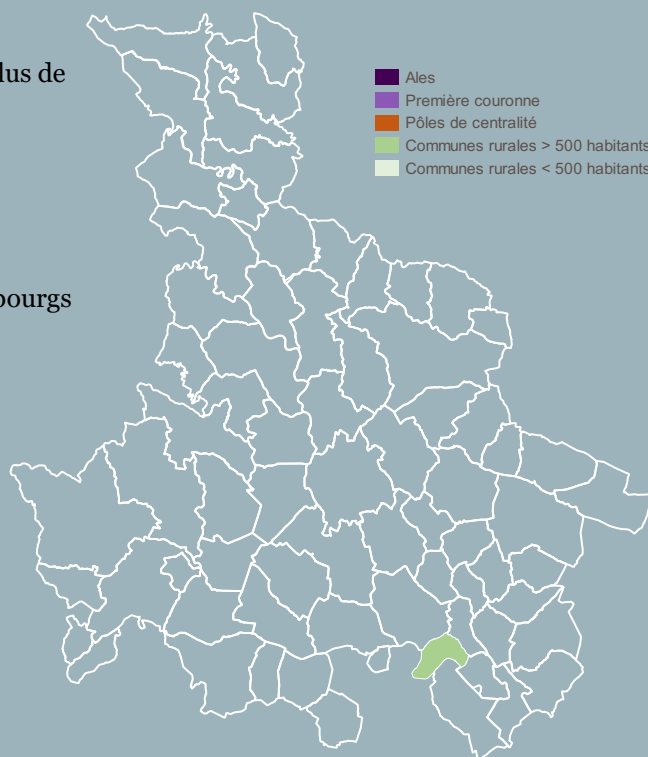 lus de
Ales
Première couronne
Pôles de centralité
Communes rurales > 500 habitants
Communes rurales < 500 habitants
bourgs